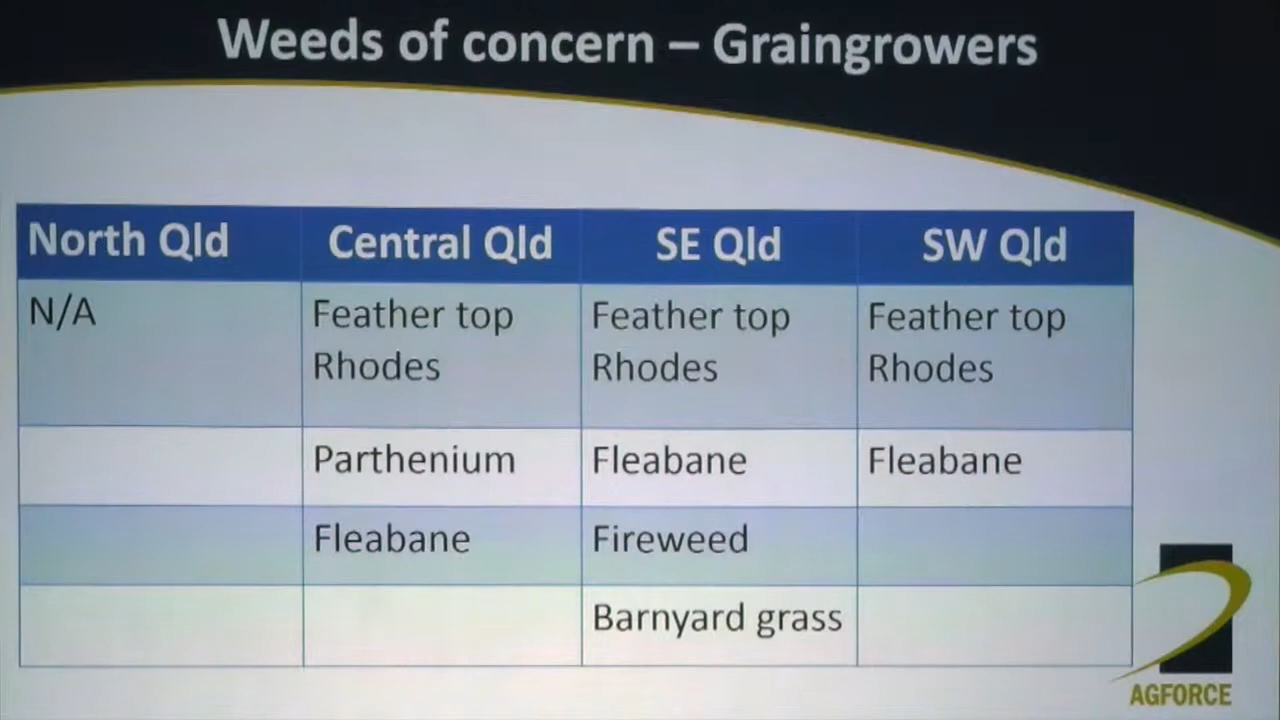 Weeds of concern – Graingrowers
North Qld Central Qld SE Qld SW Qld
N/A Feather top Rhodes Feather top Rhodes Feather top Rhodes
Parthenium Fleabane Fleabane
Fleabane Fireweed
Barnyard grass
AGFORCE